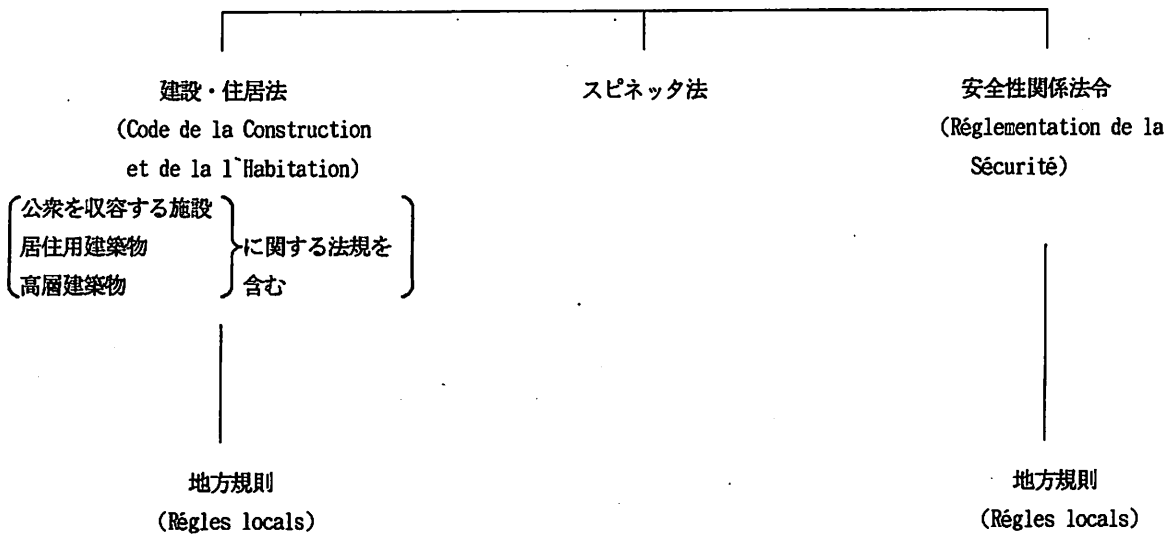 建設・住居法
(Code de la Construction
et de la l`Habitation)
公衆を収容する施設
居住用建築物
高層建築物
に関する法規を
含む
スピネッタ法
安全性関係法令
(Réglementation de la
Sécurité)
地方規則
(Régles locals)
地方規則
(Régles locals)